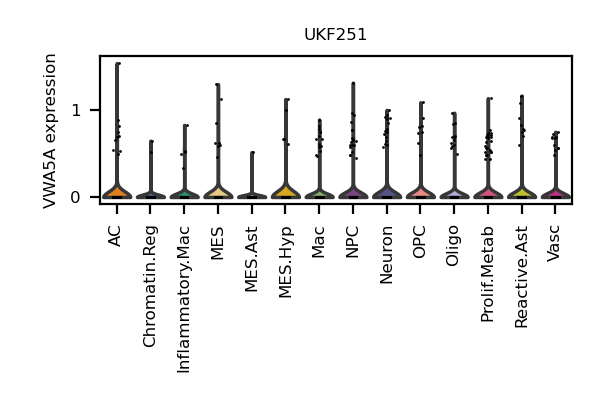 UKF251
VWA5A expression
1
0
AC
Chromatin.Reg
Inflammatory.Mac
MES
MES.Ast
MES.Hyp
Mac
NPC
Neuron
OPC
Oligo
Prolif.Metab
Reactive.Ast
Vasc